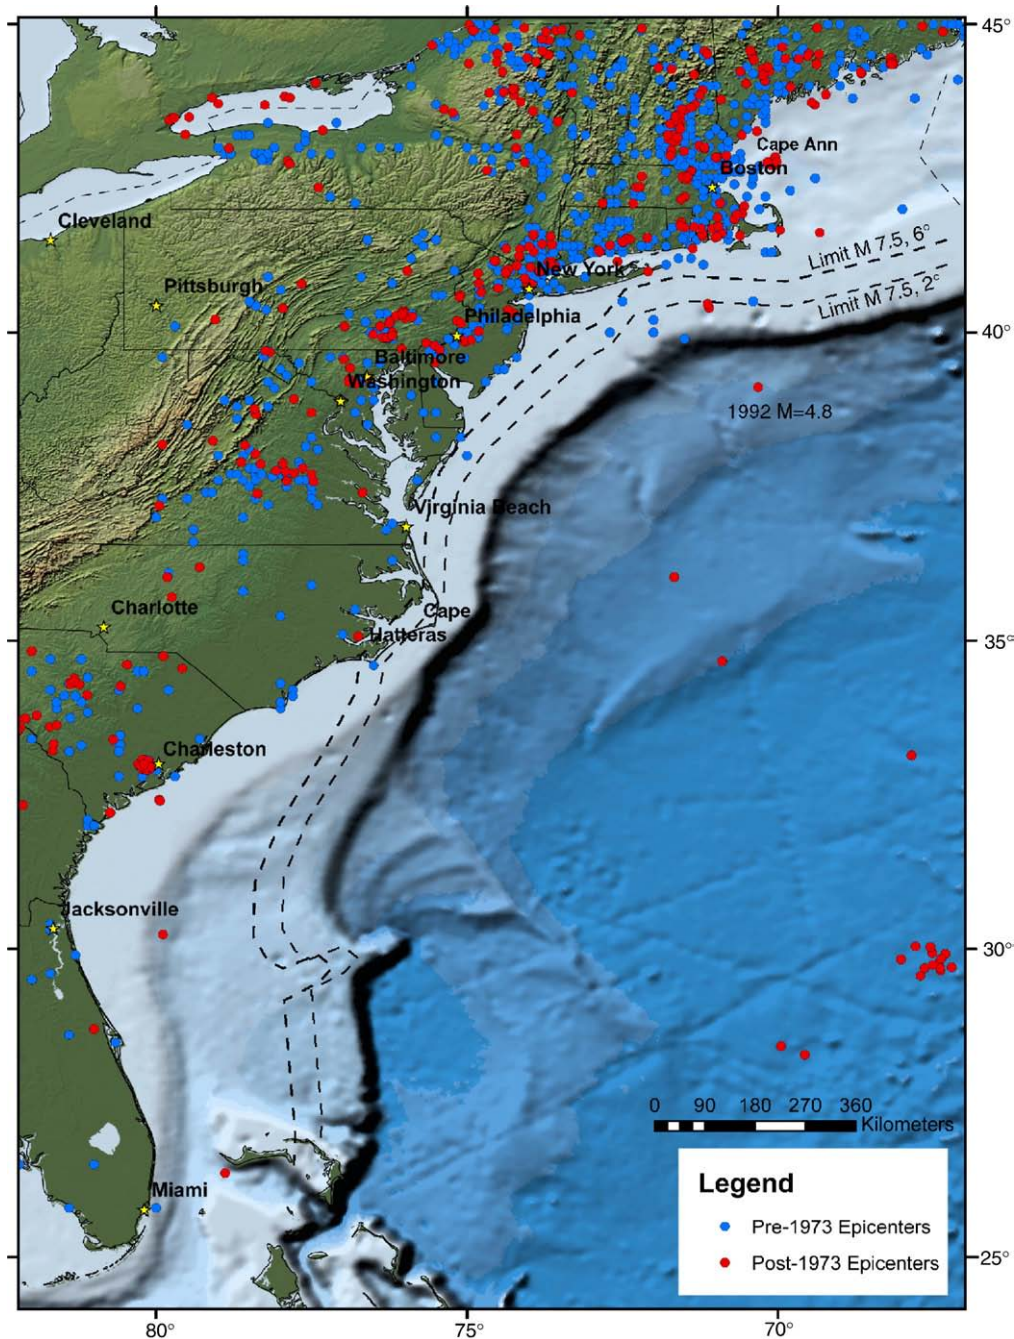 45°
Cape Ann
Boston
Cleveland
Limit M 7.5, 6°
New York
Pittsburgh
Limit M 7.5, 2°
Philadelphia
40°
Baltimore
Washington
1992 M=4.8
Virginia Beach
Charlotte
Cape
Hatteras
35°
Charleston
Jacksonville
30°
0 90 180 270 360
Kilometers
Legend
Miami
Pre-1973 Epicenters
Post-1973 Epicenters
25°
80° 75° 70°